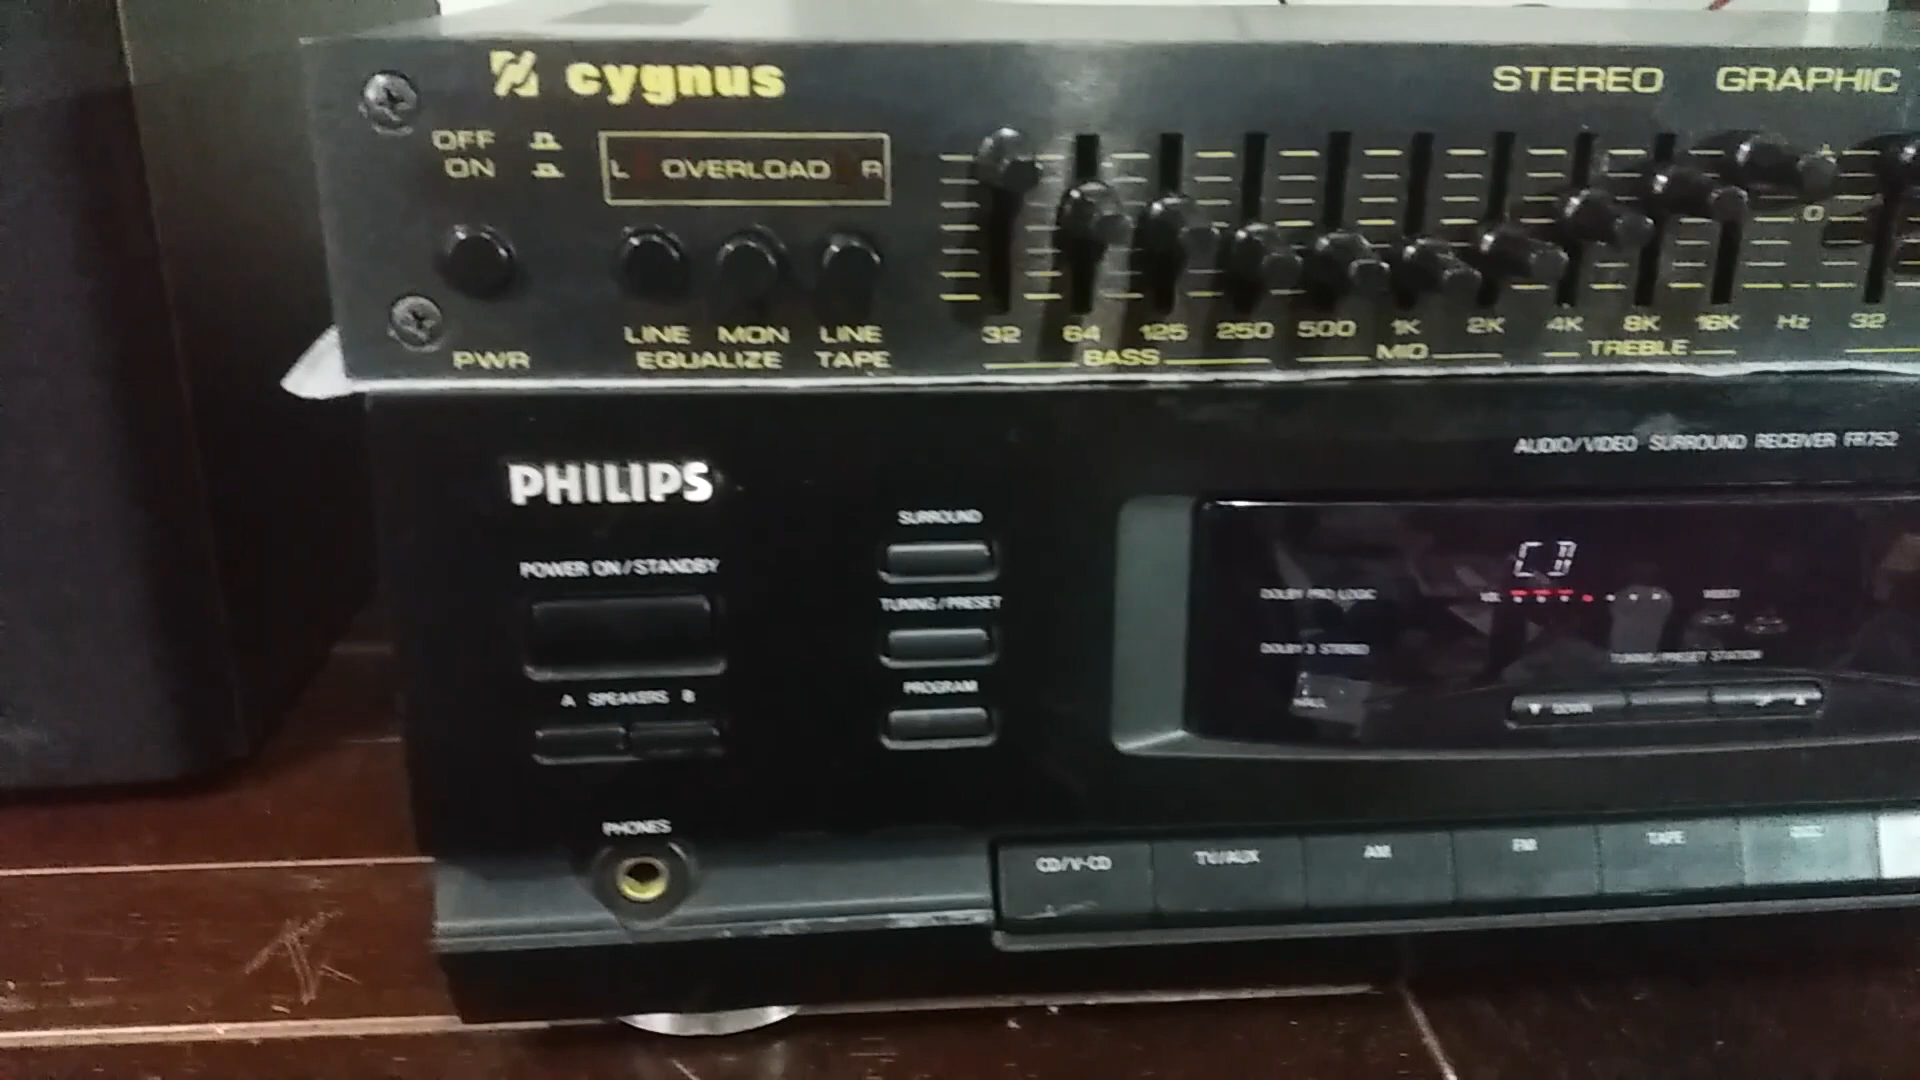 cygnus
STEREO GRAPHIC
OFF
ON
L OVERLOAD R
0
PWR
LINE MON LINE
EQUALIZE TAPE
32 64 125 250 500 1K 2K 4K 8K 16K Hz 32
BASS MID TREBLE
AUDIO/VIDEO SURROUND RECEIVER FR752
PHILIPS
POWER ON/STANDBY
A SPEAKERS B
PHONES
SURROUND
TUNING/PRESET
PROGRAM
CD
DOLBY PRO LOGIC
VOL
DOLBY 3 STEREO
HALL
TUNING/PRESET STATION
DOWN
CD/V-CD TV/AUX AM FM TAPE